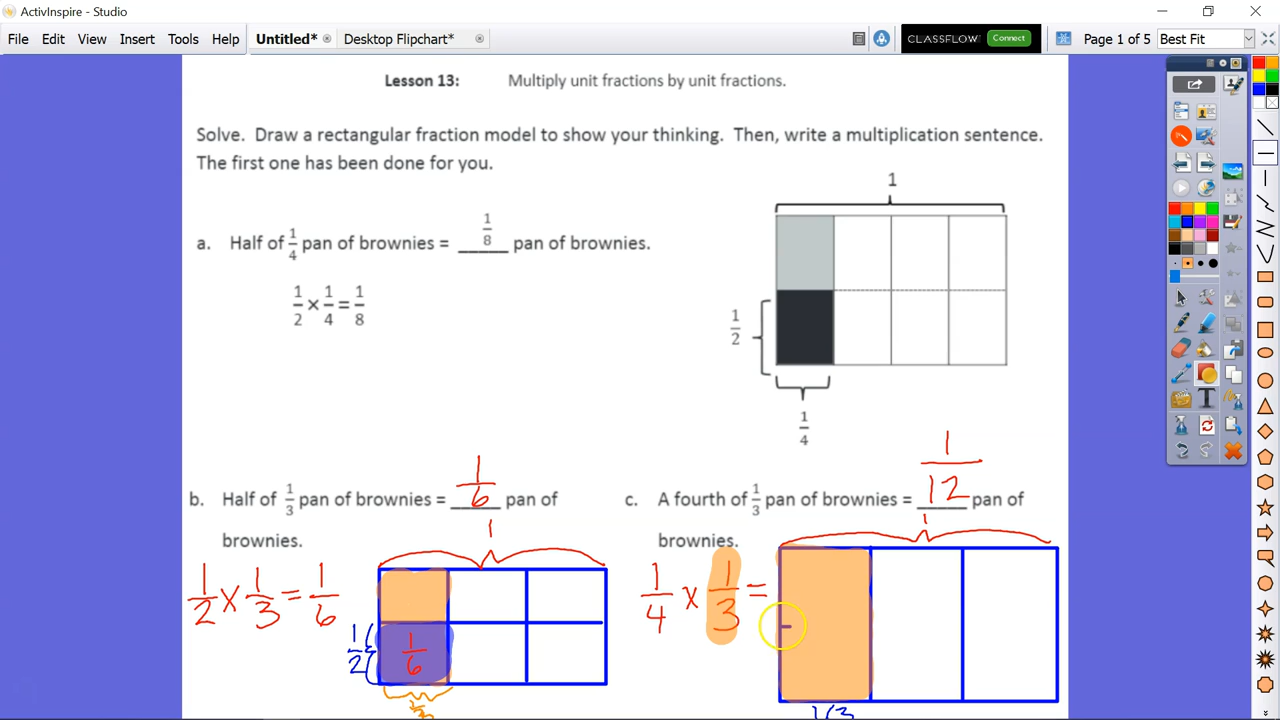 ActivInspire - Studio
File Edit View Insert Tools Help Untitled* Desktop Flipchart* CLASSFLOW Connect Page 1 of 5 Best Fit
Lesson 13: Multiply unit fractions by unit fractions.
Solve. Draw a rectangular fraction model to show your thinking. Then, write a multiplication sentence.
The first one has been done for you.
1
a. Half of 1/4 pan of brownies = 1/8 pan of brownies.
1/2 × 1/4 = 1/8
1/2
1/4
b. Half of 1/3 pan of brownies = 1/6 pan of
brownies.
1
1/2 x 1/3 = 1/6
1/2
1/6
c. A fourth of 1/3 pan of brownies = 1/12 pan of
brownies.
1
1/4 x 1/3 =
1/3